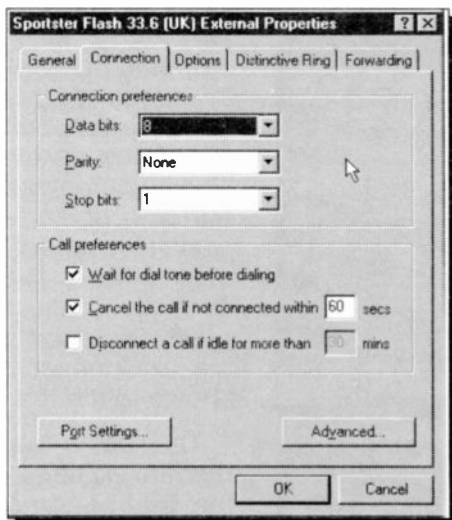 Sportster Flash 33.6 (UK) External Properties ? ×
General Connection Options Distinctive Ring Forwarding
Connection preferences
Data bits: 8
Parity: None
Stop bits: 1
Call preferences
Wait for dial tone before dialing
Cancel the call if not connected within 60 secs
Disconnect a call if idle for more than 30 mins
Port Settings...
Advanced...
OK Cancel